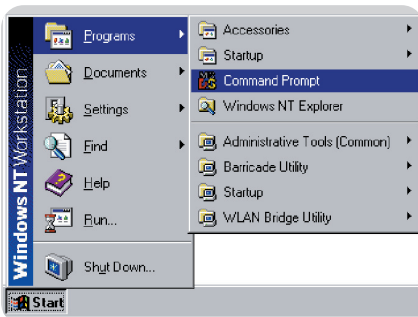 Windows NT Workstation
Programs
Documents
Settings
Find
Help
Run...
Shut Down...
Start
Accessories
Startup
Command Prompt
Windows NT Explorer
Administrative Tools (Common)
Barricade Utility
Startup
WLAN Bridge Utility